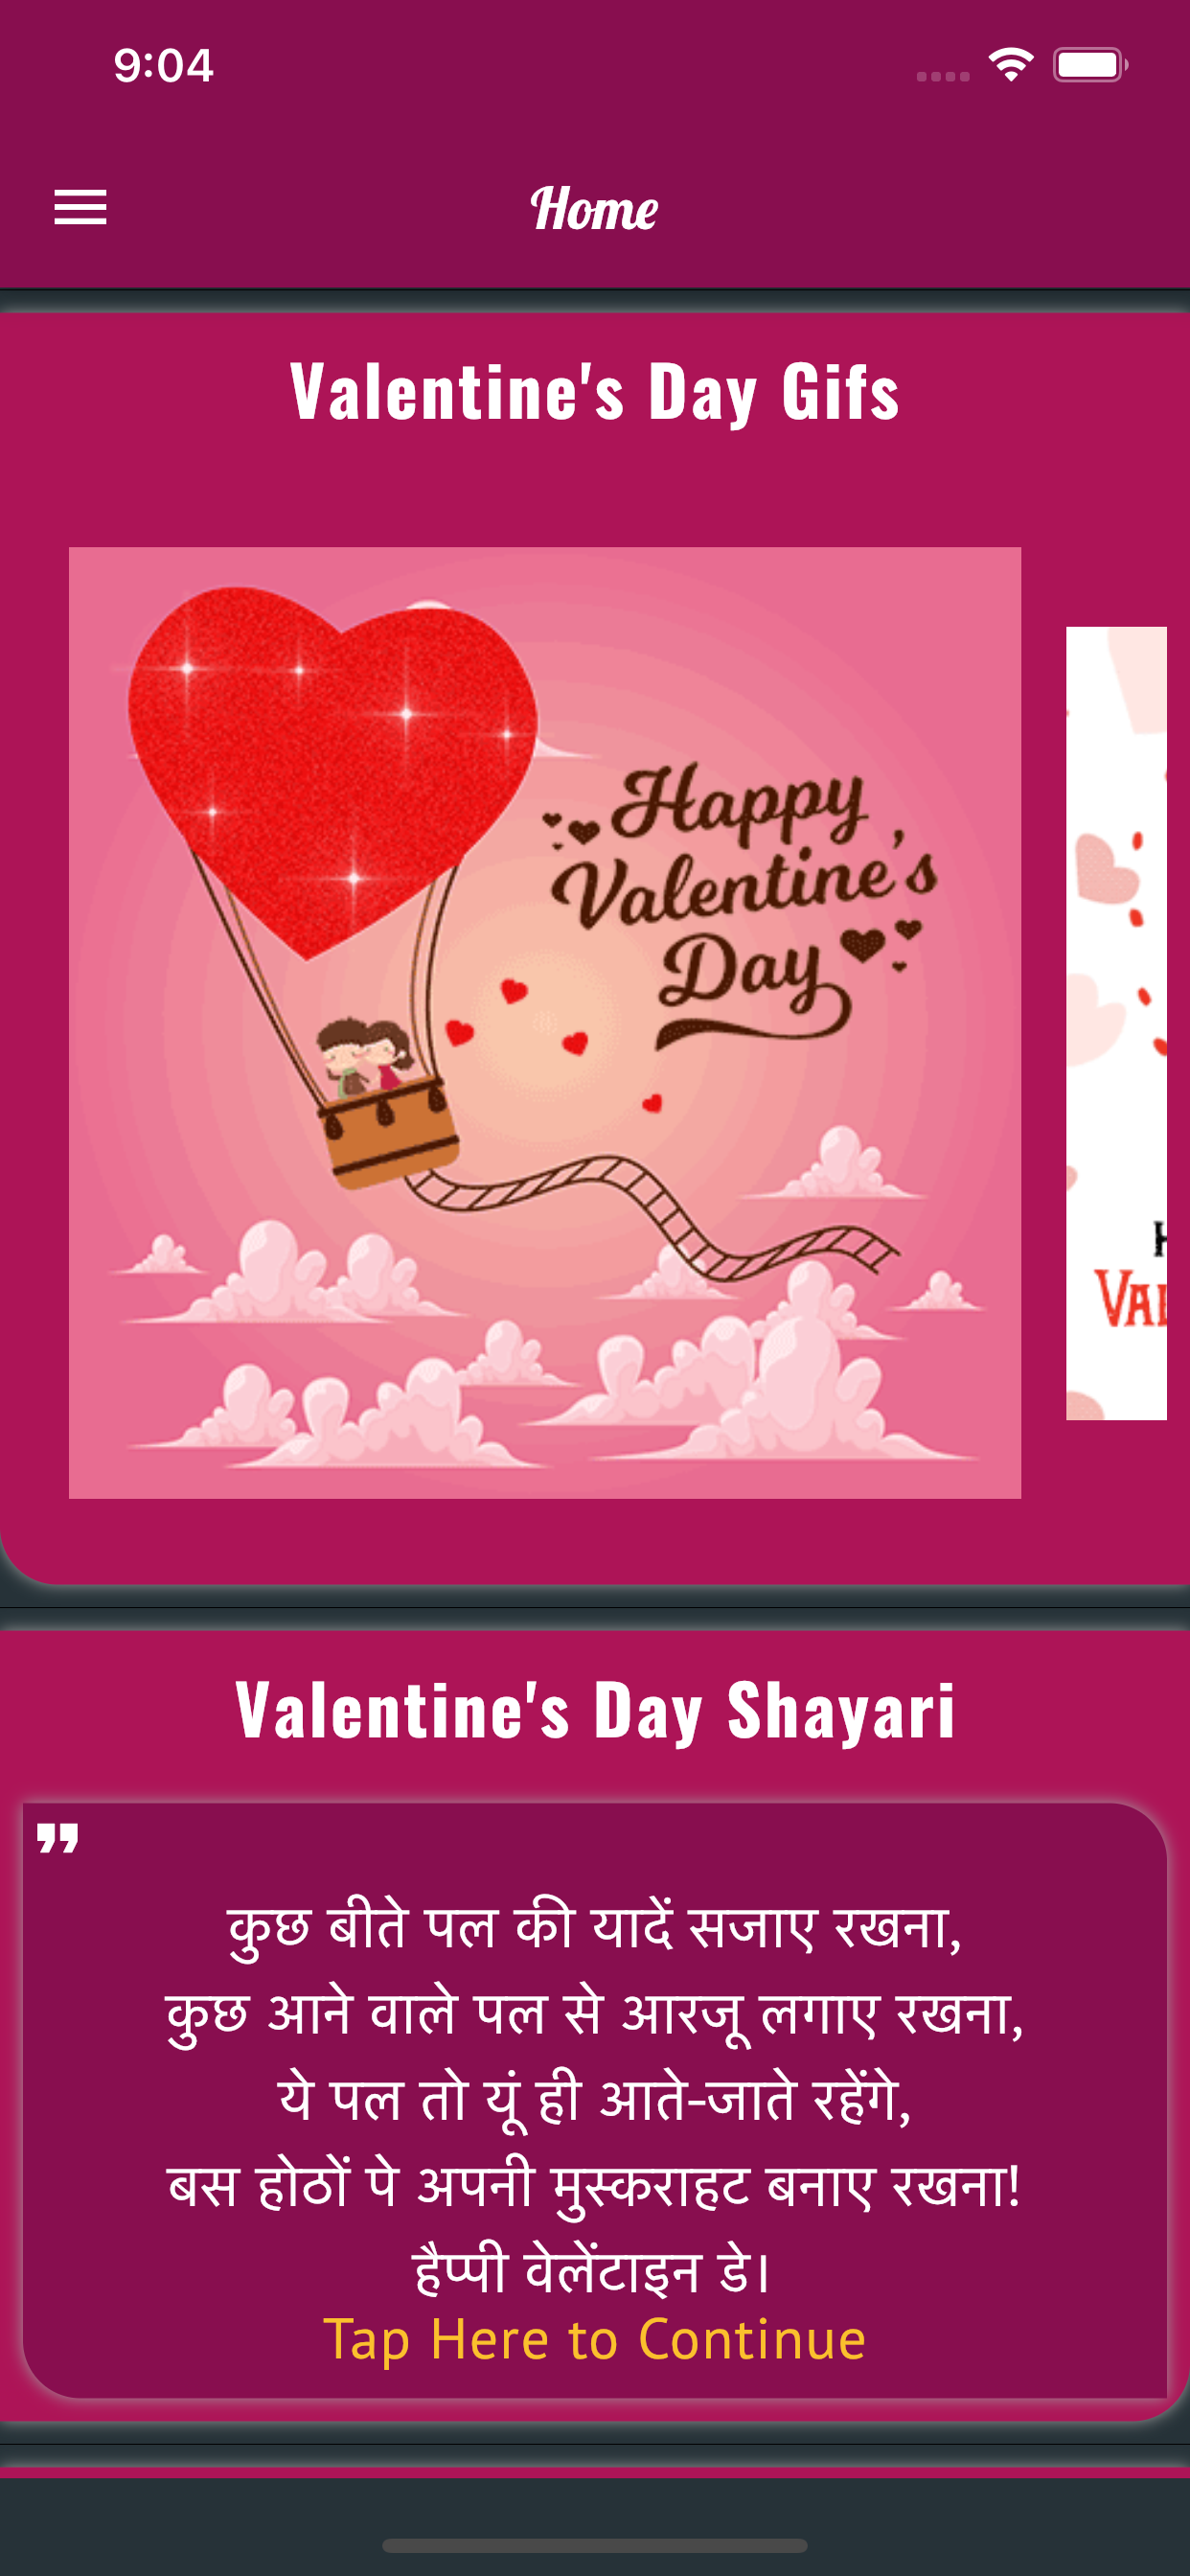 9:04
Home
Valentine's Day Gifs
Happy
Valentine's
Day
Valentine's Day Shayari
कुछ बीते पल की यादें सजाए रखना,
कुछ आने वाले पल से आरजू लगाए रखना,
ये पल तो यूं ही आते-जाते रहेंगे,
बस होठों पे अपनी मुस्कराहट बनाए रखना!
हैप्पी वेलेंटाइन डे।
Tap Here to Continue